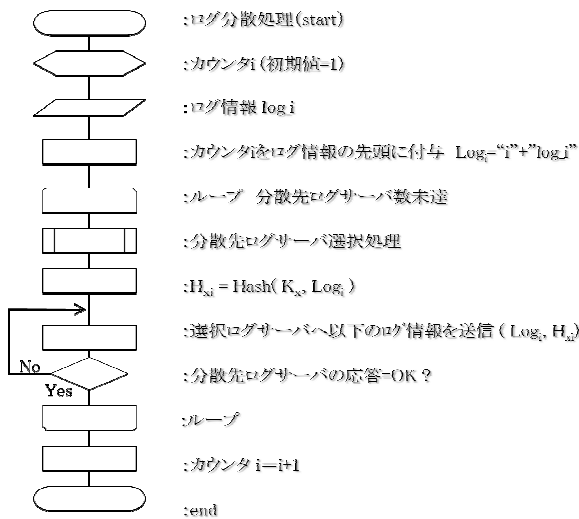 :ログ分散処理(start)
:カウンタi (初期値=1)
:ログ情報 log i
:カウンタiをログ情報の先頭に付与 Logi=“i”+”log_i”
:ループ 分散先ログサーバ数未達
:分散先ログサーバ選択処理
:Hxi = Hash( Kx, Logi )
:選択ログサーバへ以下のログ情報を送信 ( Logi, Hxi)
No
:分散先ログサーバの応答=OK？
Yes
:ループ
:カウンタ i＝i+1
:end